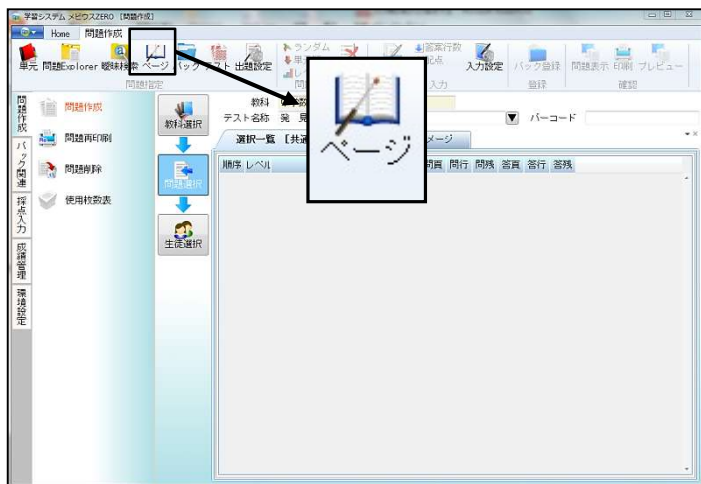 学習システム メビウスZERO [問題作成]
Home 問題作成
単元 問題Explorer 曖昧検索 ページ パック テスト 出題設定
ランダム
答案行数
入力設定 パック登録 問題表示 印刷 プレビュー
問題指定 入力 登録 確認
問題作成
パック関連
採点入力
成績管理
環境設定
問題作成
問題再印刷
問題削除
使用枚数表
教科選択
問題選択
生徒選択
教科
テスト名称 発 見
バーコード
選択一覧 【共通
メージ
ページ
順序 レベル 問頁 問行 問残 答頁 答行 答残